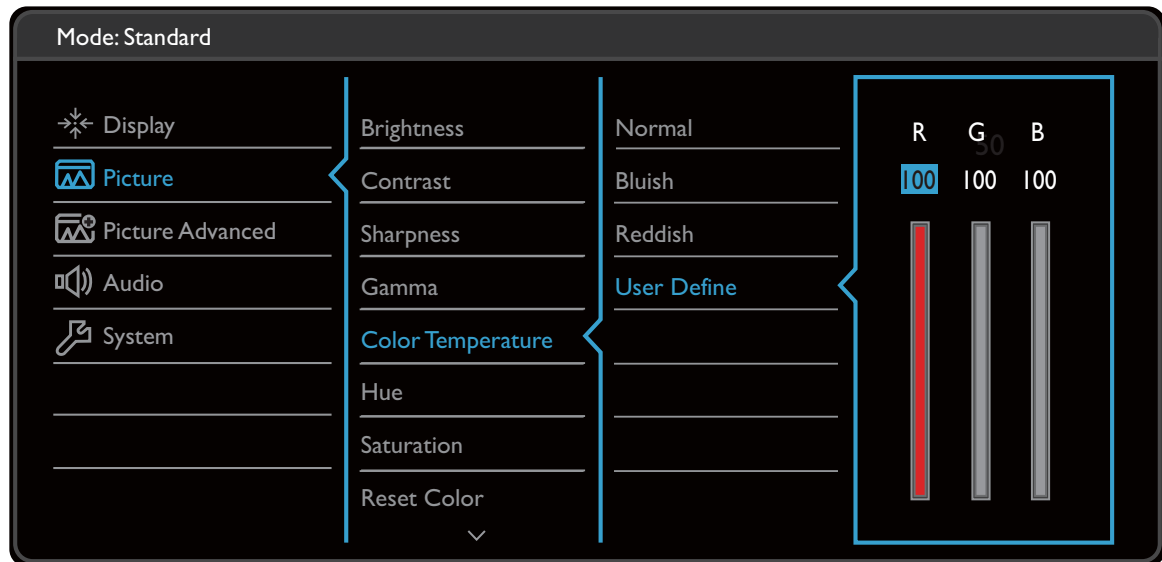 Mode: Standard
Display
Picture
Picture Advanced
Audio
System
Brightness
Contrast
Sharpness
Gamma
Color Temperature
Hue
Saturation
Reset Color
Normal
Bluish
Reddish
User Define
R G B
50
100 100 100